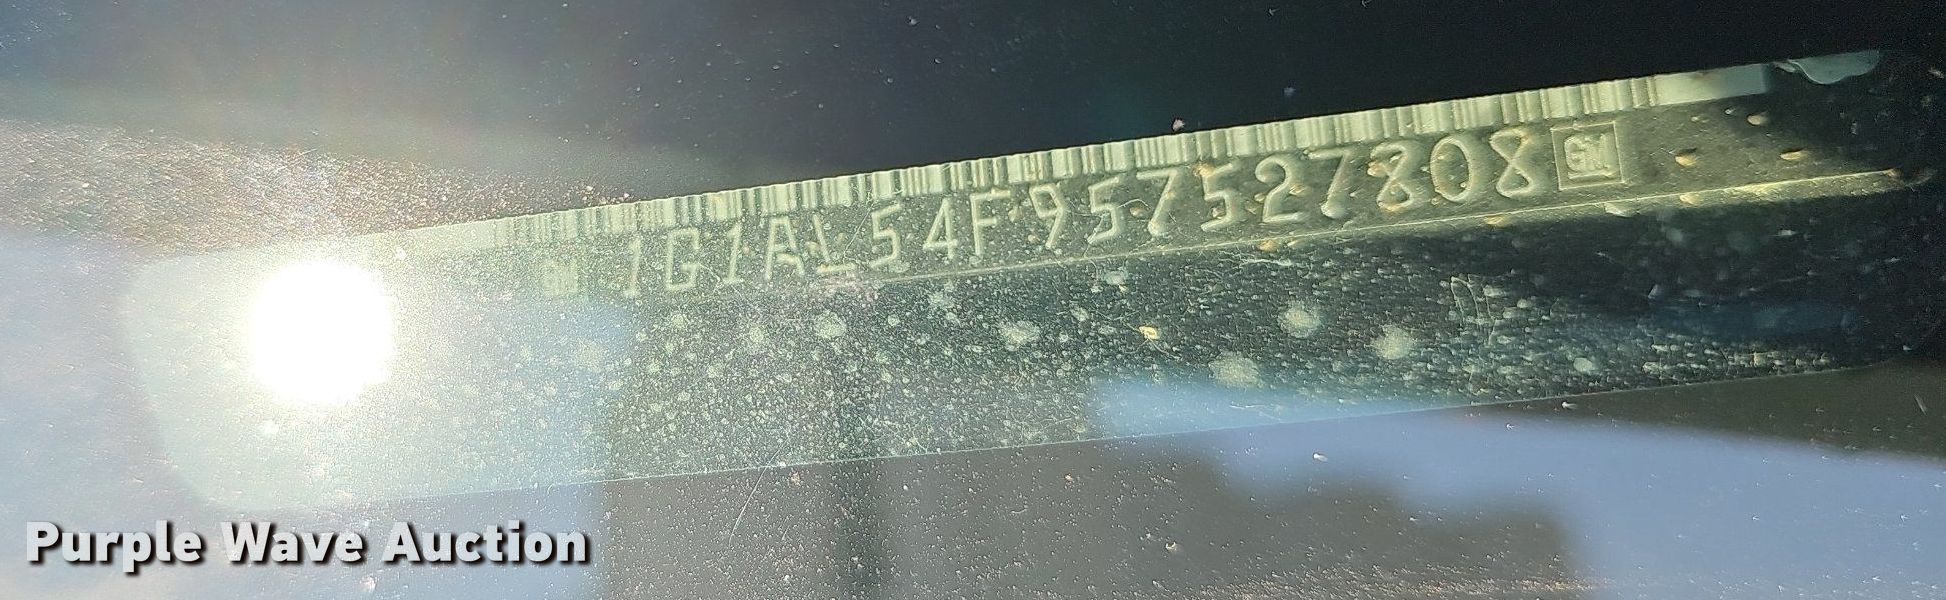 GM 1G1AL54F957527808 GM
Purple Wave Auction